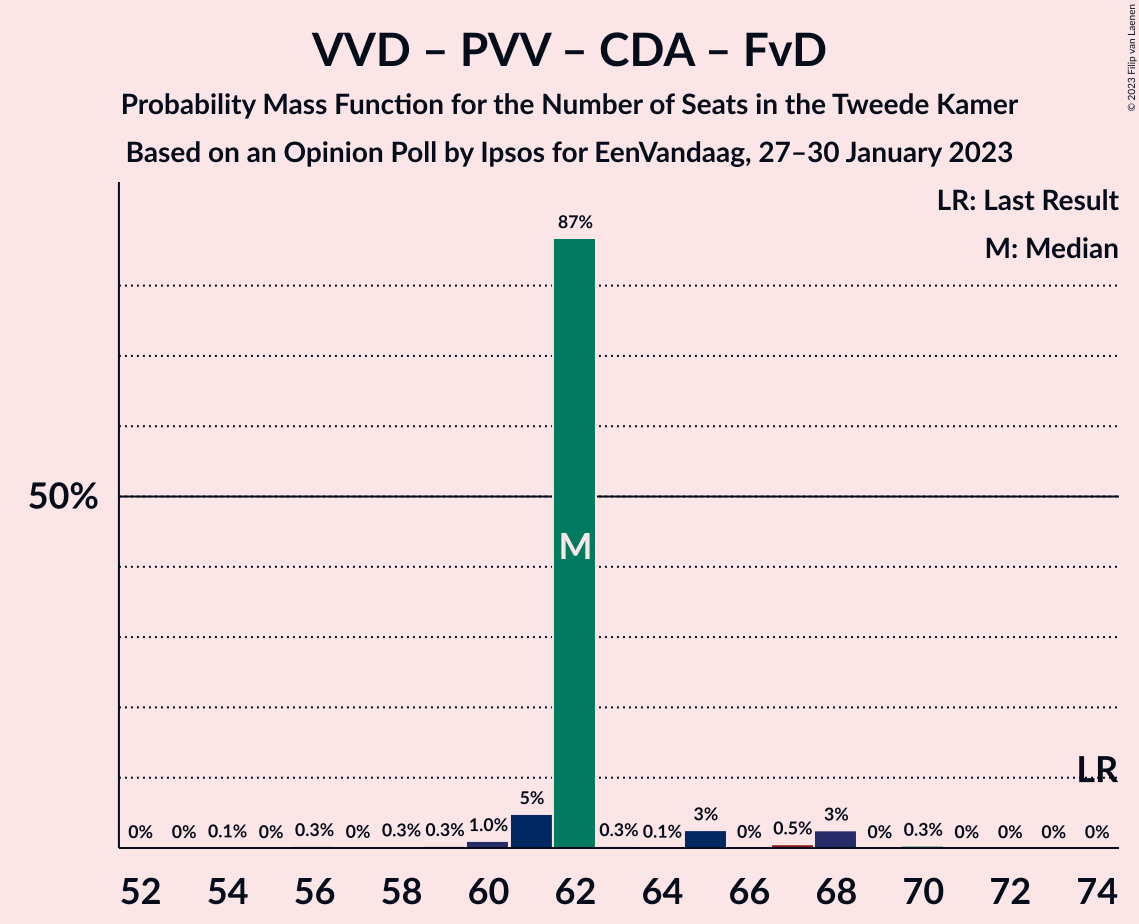 VVD – PVV – CDA – FvD
Probability Mass Function for the Number of Seats in the Tweede Kamer
Based on an Opinion Poll by Ipsos for EenVandaag, 27–30 January 2023
© 2023 Filip van Laenen
LR: Last Result
M: Median
87%
50%
M
LR
0% 0% 0.1% 0% 0.3% 0% 0.3% 0.3% 1.0% 5% 0.3% 0.1% 3% 0% 0.5% 3% 0% 0.3% 0% 0% 0% 0%
52 54 56 58 60 62 64 66 68 70 72 74